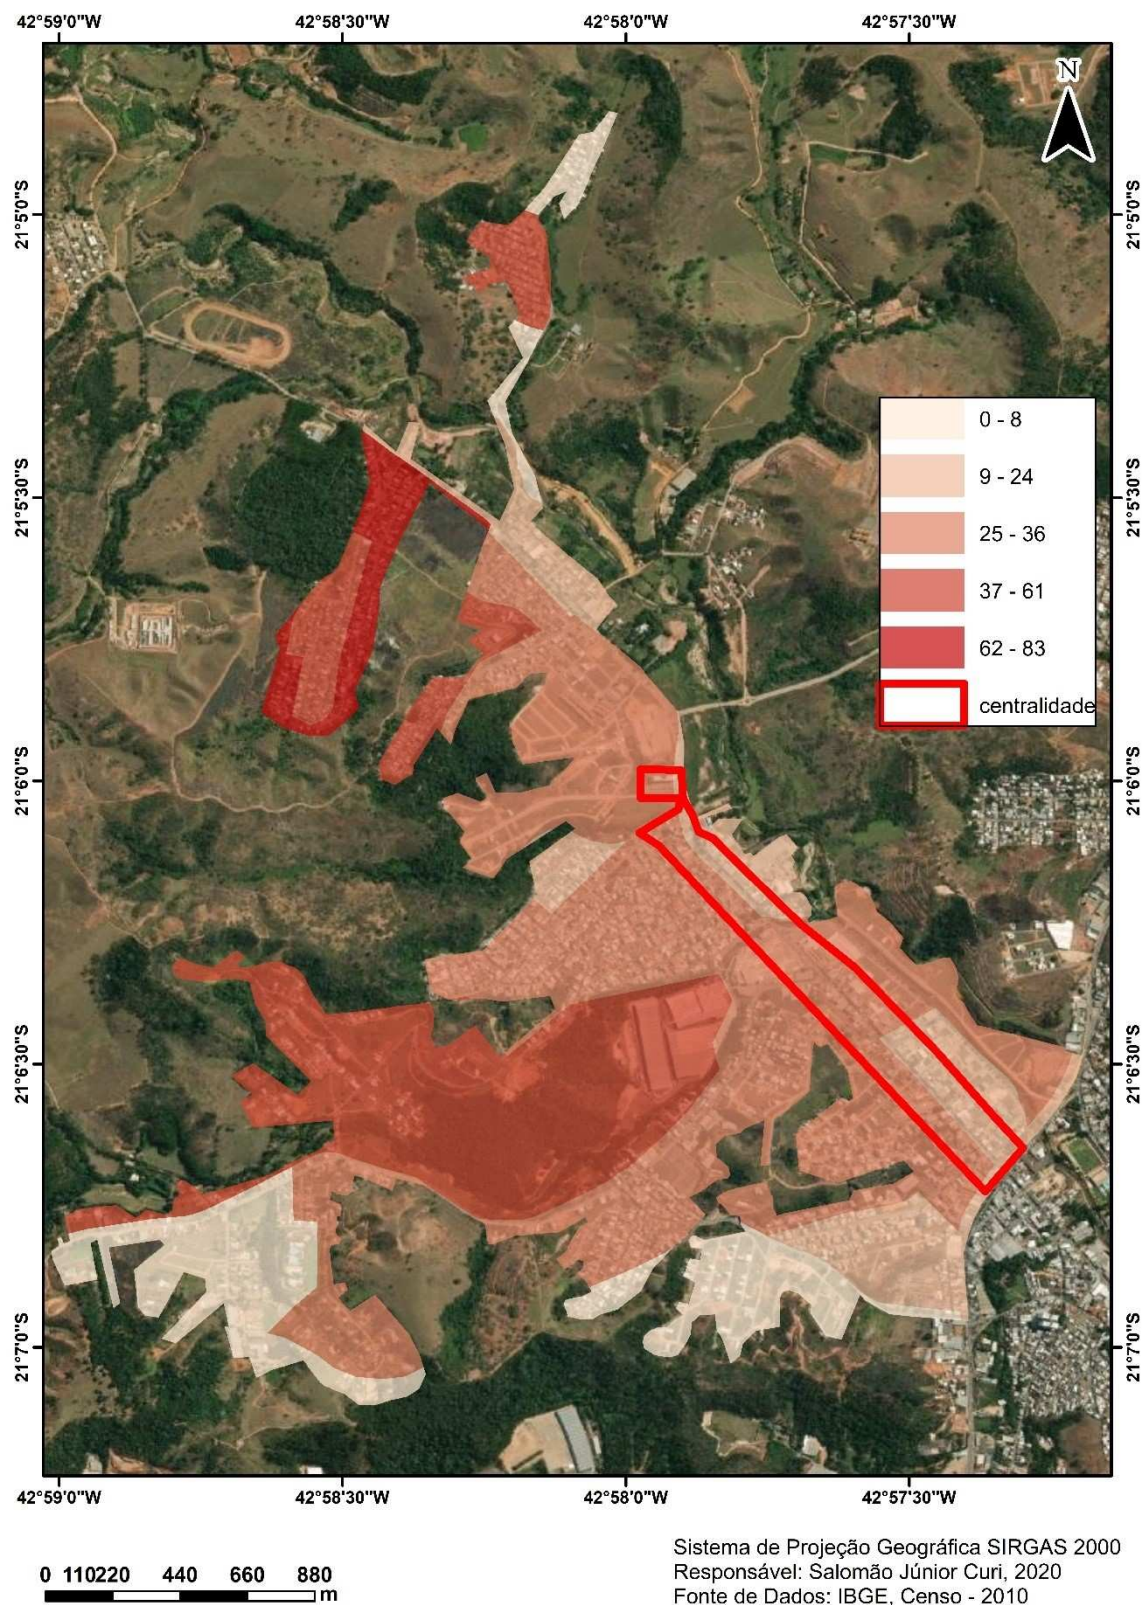 42°59'0"W 42°58'30"W 42°58'0"W 42°57'30"W
N
21°5'0"S 21°5'0"S
0 - 8
9 - 24
21°5'30"S 21°5'30"S
25 - 36
37 - 61
62 - 83
centralidade
21°6'0"S 21°6'0"S
21°6'30"S 21°6'30"S
21°7'0"S 21°7'0"S
42°59'0"W 42°58'30"W 42°58'0"W 42°57'30"W
Sistema de Projeção Geográfica SIRGAS 2000
0 110220 440 660 880
Responsável: Salomão Júnior Curi, 2020
m
Fonte de Dados: IBGE, Censo - 2010